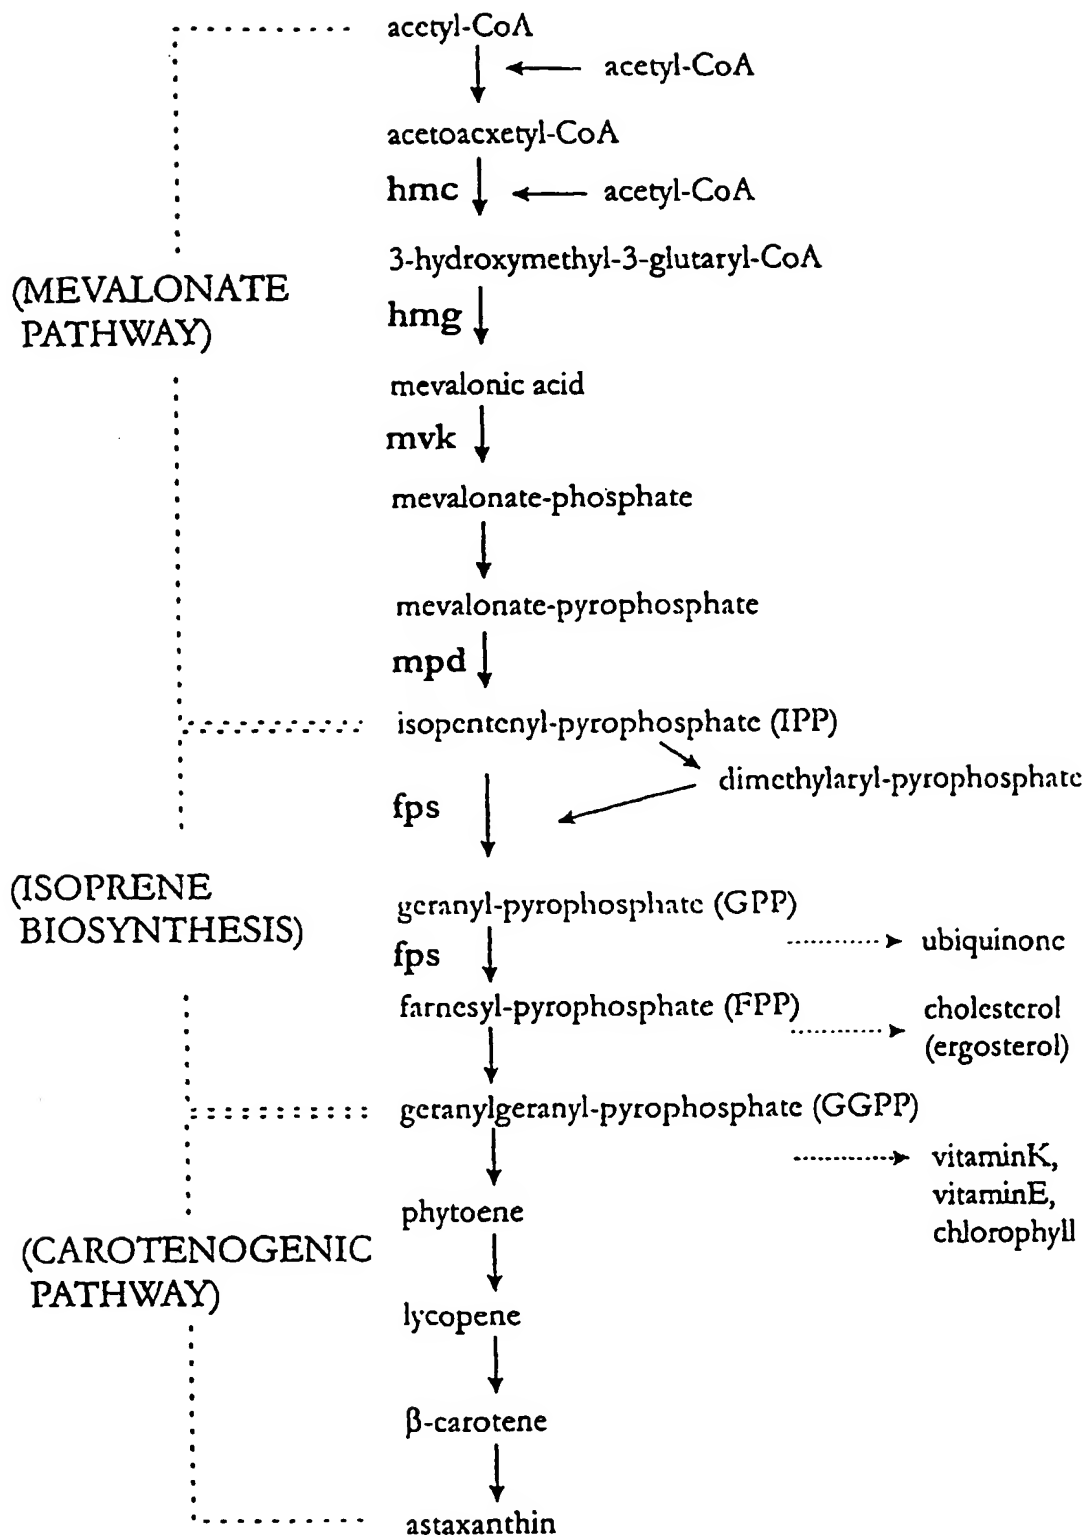 acetyl-CoA
acetyl-CoA
acetoacxetyl-CoA
hmc
acetyl-CoA
3-hydroxymethyl-3-glutaryl-CoA
(MEVALONATE
PATHWAY)
hmg
mevalonic acid
mvk
mevalonate-phosphate
mevalonate-pyrophosphate
mpd
isopentenyl-pyrophosphate (IPP)
dimethylaryl-pyrophosphate
fps
(ISOPRENE
BIOSYNTHESIS)
geranyl-pyrophosphate (GPP)
ubiquinone
fps
farnesyl-pyrophosphate (FPP)
cholesterol
(ergosterol)
geranylgeranyl-pyrophosphate (GGPP)
vitaminK,
vitaminE,
chlorophyll
phytoene
(CAROTENOGENIC
PATHWAY)
lycopene
β-carotene
astaxanthin